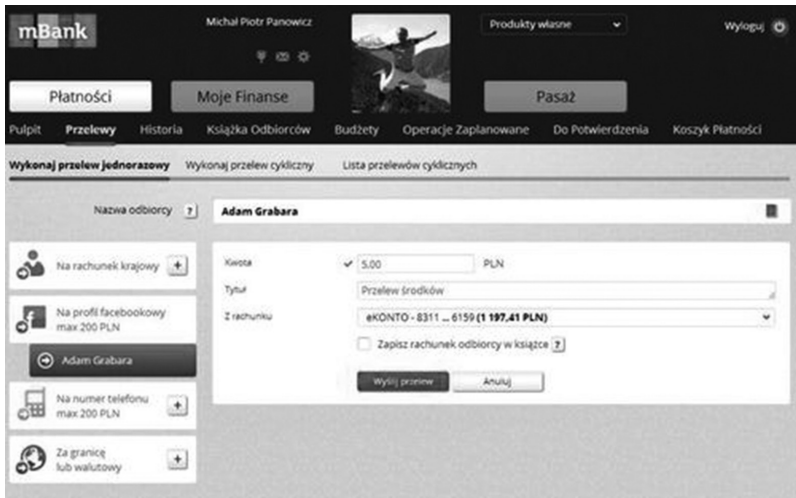 mBank
Michał Piotr Panowicz
Produkty własne
Wyloguj
Płatności
Moje Finanse
Pasaż
Pulpit Przelewy Historia Książka Odbiorców Budżety Operacje Zaplanowane Do Potwierdzenia Koszyk Płatności
Wykonaj przelew jednorazowy Wykonaj przelew cykliczny Lista przelewów cyklicznych
Nazwa odbiorcy ? Adam Grabara
Na rachunek krajowy +
Na profil facebookowy
max 200 PLN
Adam Grabara
Na numer telefonu
max 200 PLN +
Za granicę
lub walutowy +
Kwota 5,00 PLN
Tytuł Przelew środków
Z rachunku eKONTO - 8311 ... 6159 (1 197,41 PLN)
Zapisz rachunek odbiorcy w książce ?
Wyślij przelew Anuluj